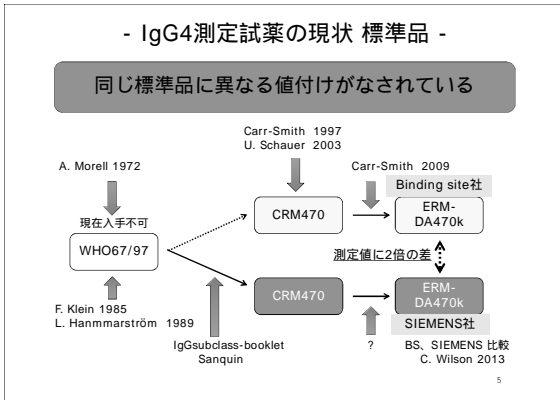 - IgG4測定試薬の現状 標準品 -
同じ標準品に異なる値付けがなされている
Carr-Smith 1997
U. Schauer 2003
A. Morell 1972
Carr-Smith 2009
Binding site社
現在入手不可
WHO67/97
CRM470
ERM-
DA470k
測定値に2倍の差
CRM470
ERM-
DA470k
SIEMENS社
F. Klein 1985
L. Hanmmarström 1989
IgGsubclass-booklet
Sanquin
?
BS、SIEMENS 比較
C. Wilson 2013
5